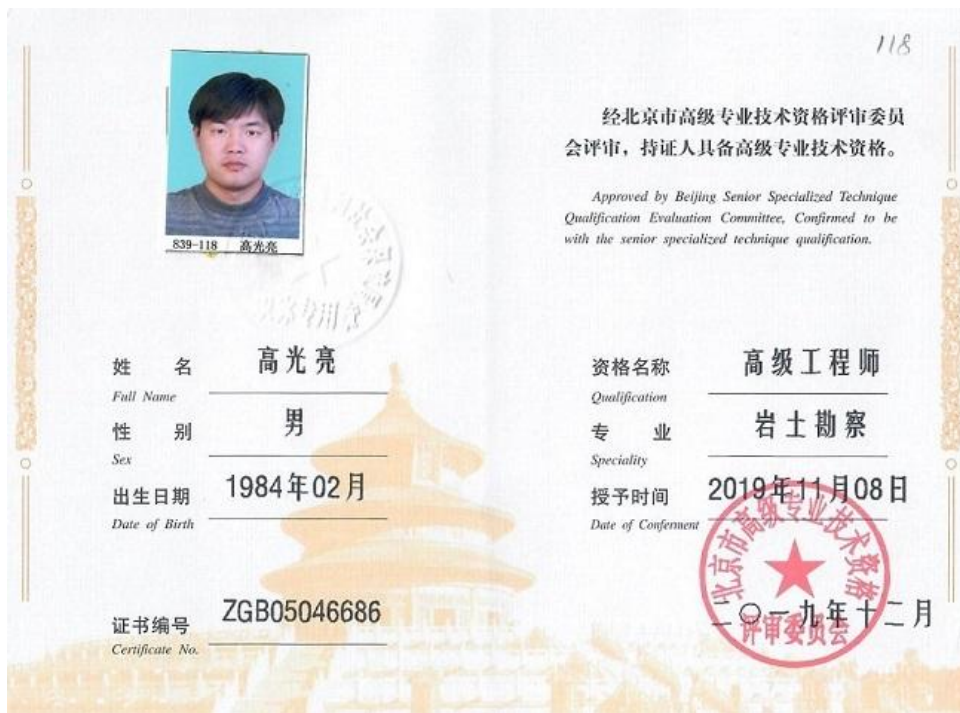 118
839-118 高光亮
经北京市高级专业技术资格评审委员
会评审，持证人具备高级专业技术资格。
Approved by Beijing Senior Specialized Technique
Qualification Evaluation Committee, Confirmed to be
with the senior specialized technique qualification.
姓 名 高光亮
Full Name
性 别 男
Sex
出生日期 1984年02月
Date of Birth
证书编号 ZGB05046686
Certificate No.
资格名称 高级工程师
Qualification
专 业 岩土勘察
Speciality
授予时间 2019年11月08日
Date of Conferment
北京市高级专业技术资格
评审委员会
二〇一九年十二月